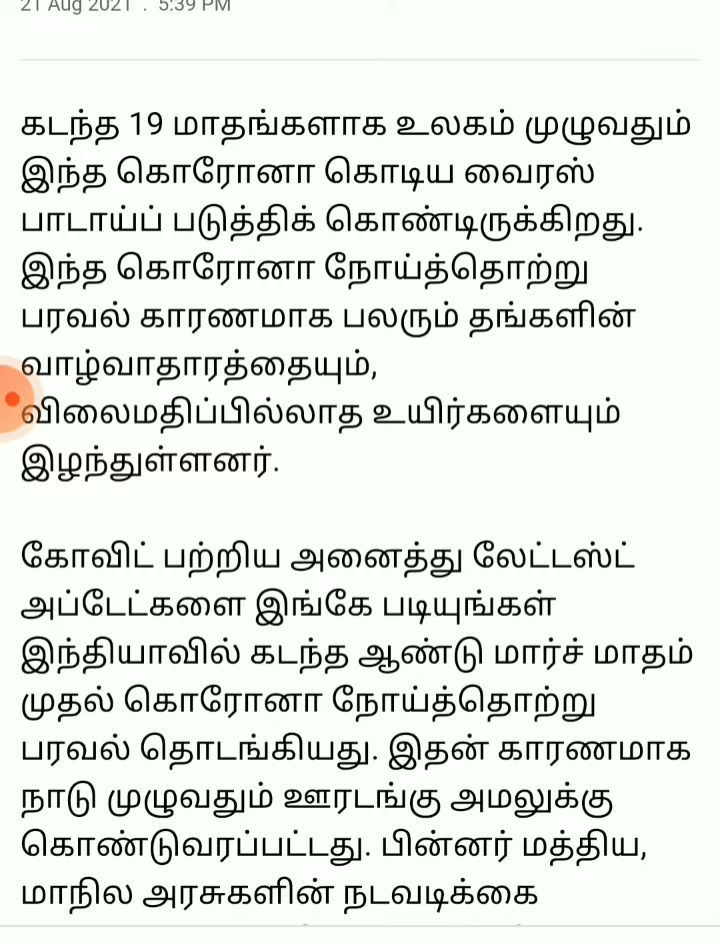 21 Aug 2021 . 5:39 PM
கடந்த 19 மாதங்களாக உலகம் முழுவதும்
இந்த கொரோனா கொடிய வைரஸ்
பாடாய்ப் படுத்திக் கொண்டிருக்கிறது.
இந்த கொரோனா நோய்த்தொற்று
பரவல் காரணமாக பலரும் தங்களின்
வாழ்வாதாரத்தையும்,
விலைமதிப்பில்லாத உயிர்களையும்
இழந்துள்ளனர்.
கோவிட் பற்றிய அனைத்து லேட்டஸ்ட்
அப்டேட்களை இங்கே படியுங்கள்
இந்தியாவில் கடந்த ஆண்டு மார்ச் மாதம்
முதல் கொரோனா நோய்த்தொற்று
பரவல் தொடங்கியது. இதன் காரணமாக
நாடு முழுவதும் ஊரடங்கு அமலுக்கு
கொண்டுவரப்பட்டது. பின்னர் மத்திய,
மாநில அரசுகளின் நடவடிக்கை